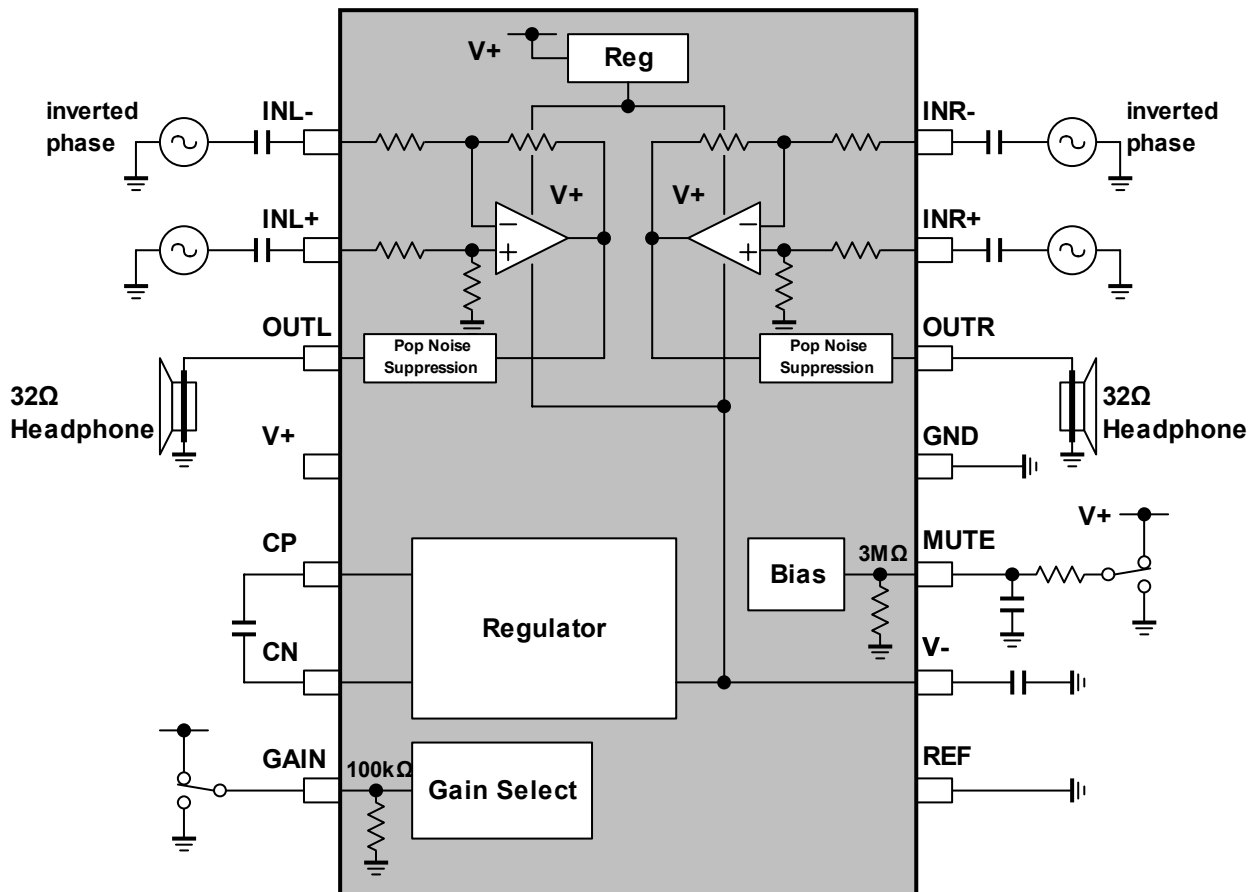 V+
Reg
inverted
phase
INL-
INR-
inverted
phase
V+
V+
INL+
INR+
OUTL
OUTR
Pop Noise
Suppression
Pop Noise
Suppression
32Ω
Headphone
32Ω
Headphone
V+
GND
V+
CP
MUTE
3MΩ
Bias
Regulator
CN
V-
GAIN
100kΩ
Gain Select
REF